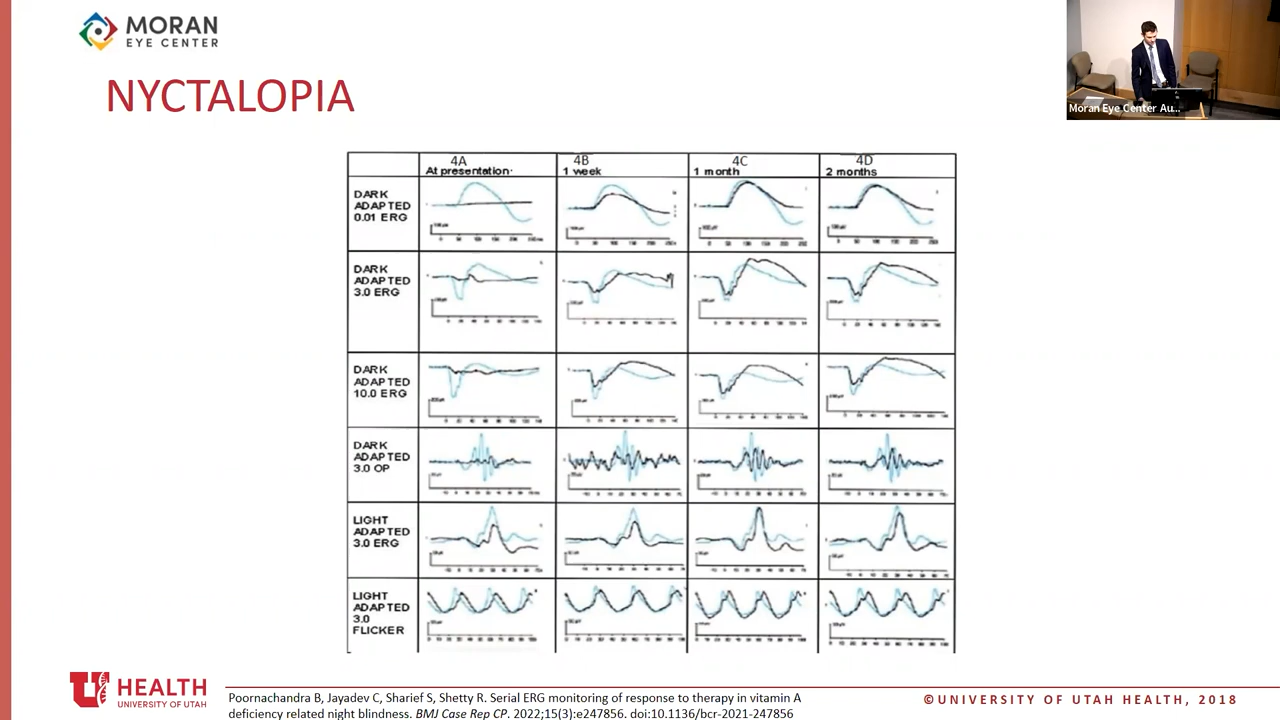 MORAN
EYE CENTER
NYCTALOPIA
Moran Eye Center Au...
4A 4B 4C 4D
At presentation 1 week 1 month 2 months
DARK
ADAPTED
0.01 ERG
DARK
ADAPTED
3.0 ERG
DARK
ADAPTED
10.0 ERG
DARK
ADAPTED
3.0 OP
LIGHT
ADAPTED
3.0 ERG
LIGHT
ADAPTED
3.0
FLICKER
U HEALTH
UNIVERSITY OF UTAH
Poornachandra B, Jayadev C, Sharief S, Shetty R. Serial ERG monitoring of response to therapy in vitamin A
deficiency related night blindness. BMJ Case Rep CP. 2022;15(3):e247856. doi:10.1136/bcr-2021-247856
©UNIVERSITY OF UTAH HEALTH, 2018